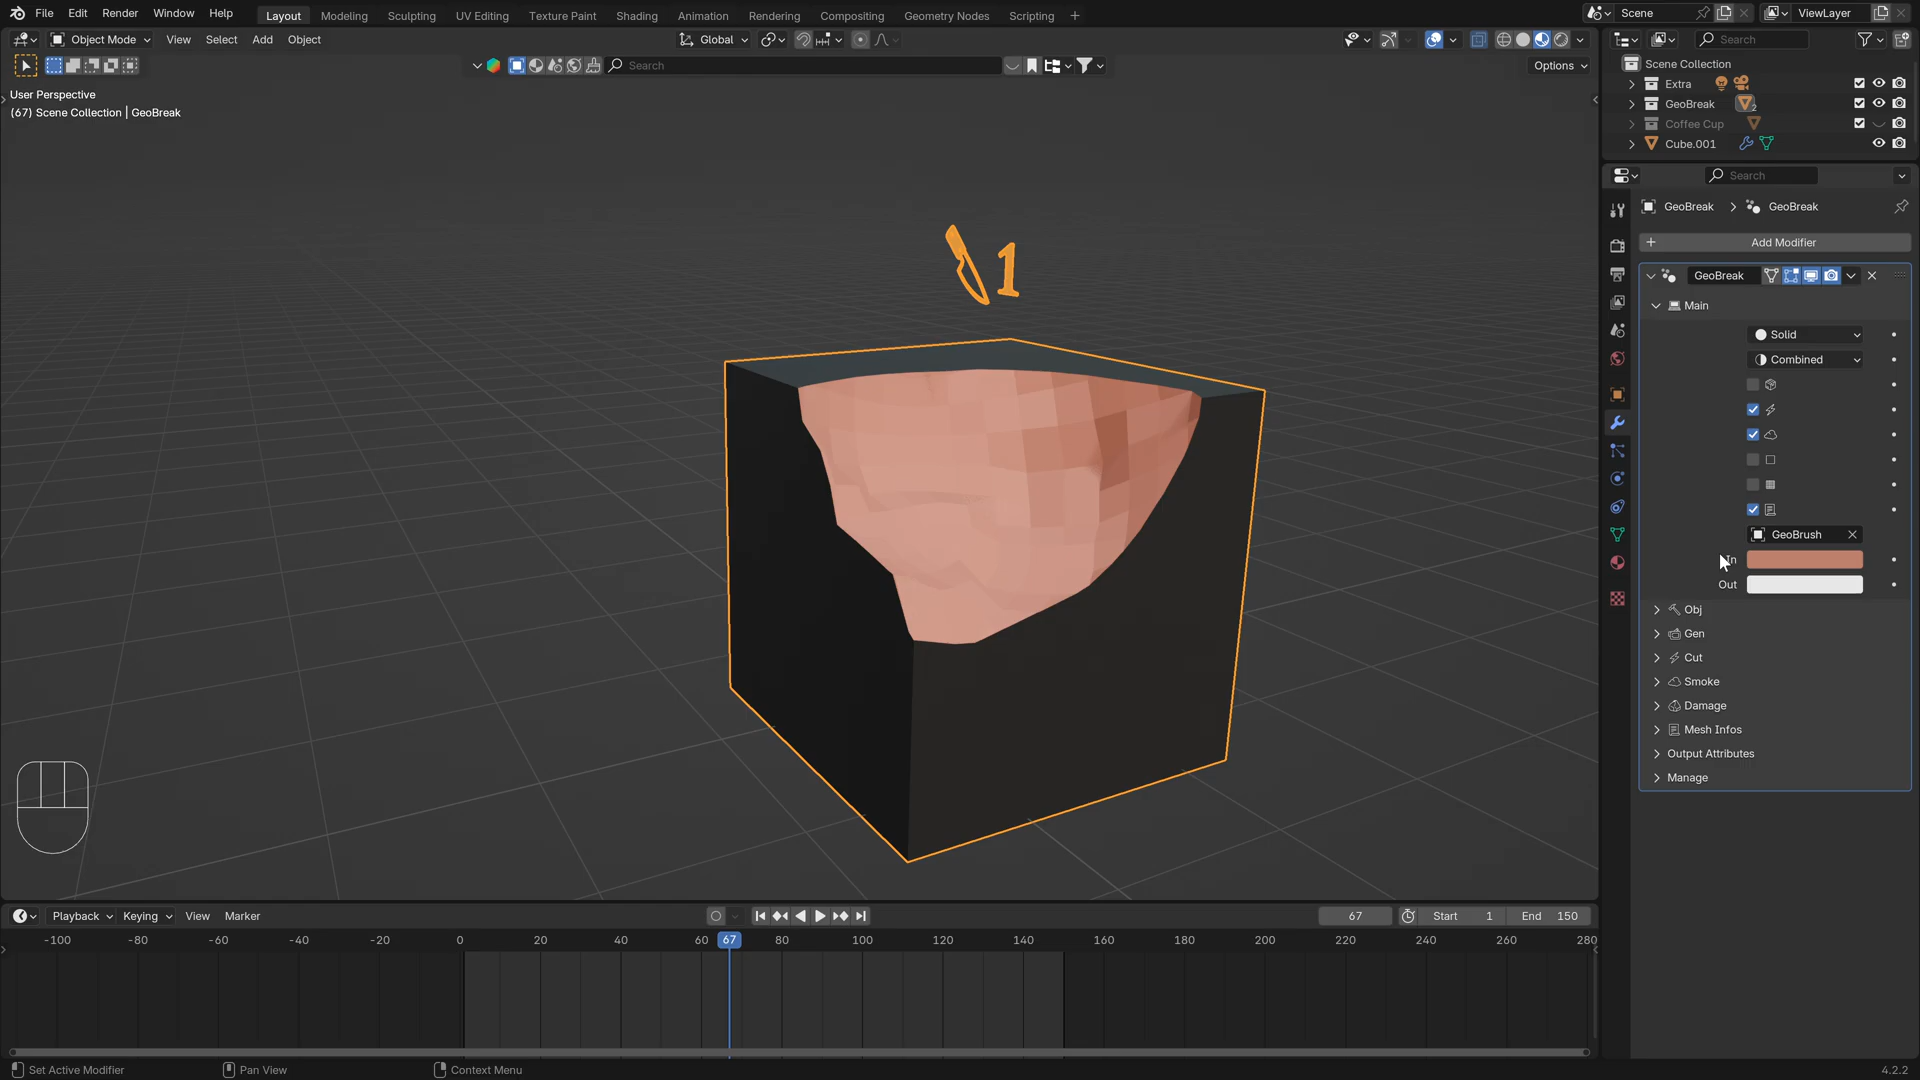 File Edit Render Window Help Layout Modeling Sculpting UV Editing Texture Paint Shading Animation Rendering Compositing Geometry Nodes Scripting + Scene ViewLayer
Object Mode View Select Add Object Global Search
Search Options
User Perspective
(67) Scene Collection | GeoBreak
Scene Collection
Extra
GeoBreak 2
Coffee Cup
Cube.001
Search
GeoBreak > GeoBreak
+ Add Modifier
GeoBreak
Main
Solid
Combined
GeoBrush
In
Out
Obj
Gen
Cut
Smoke
Damage
Mesh Infos
Output Attributes
Manage
1
Playback Keying View Marker 67 Start 1 End 150
-100 -80 -60 -40 -20 0 20 40 60 67 80 100 120 140 160 180 200 220 240 260 280
Set Active Modifier Pan View Context Menu 4.2.2